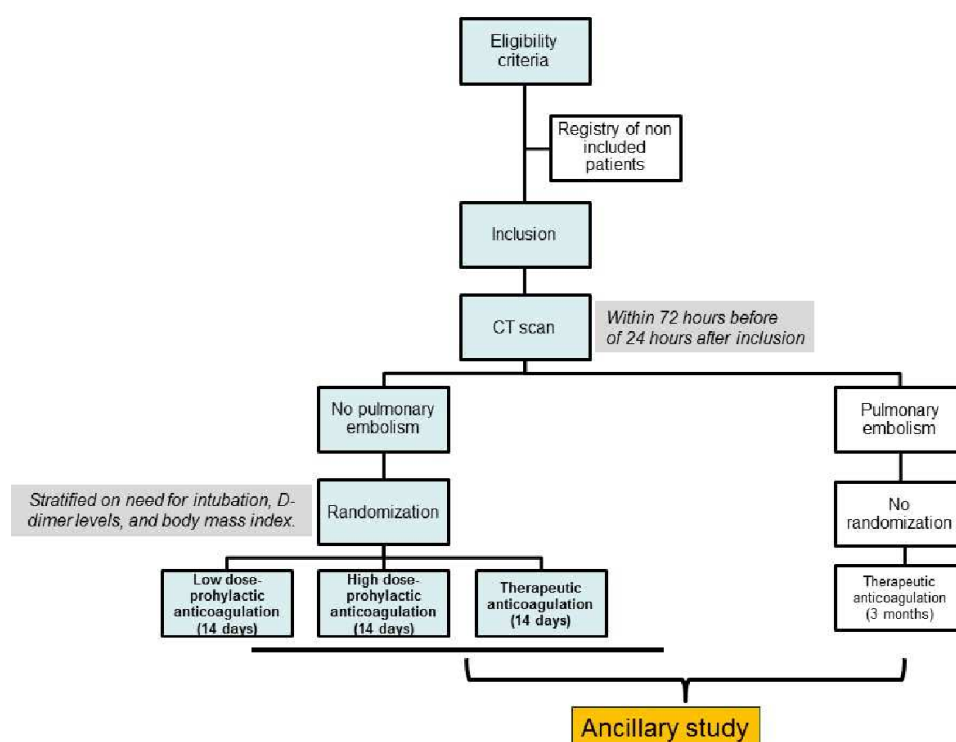 Eligibility
criteria
Registry of non
included
patients
Inclusion
CT scan
Within 72 hours before
of 24 hours after inclusion
No pulmonary
embolism
Pulmonary
embolism
Stratified on need for intubation, D-
dimer levels, and body mass index.
Randomization
No
randomization
Low dose-
prohylactic
anticoagulation
(14 days)
High dose-
prohylactic
anticoagulation
(14 days)
Therapeutic
anticoagulation
(14 days)
Therapeutic
anticoagulation
(3 months)
Ancillary study